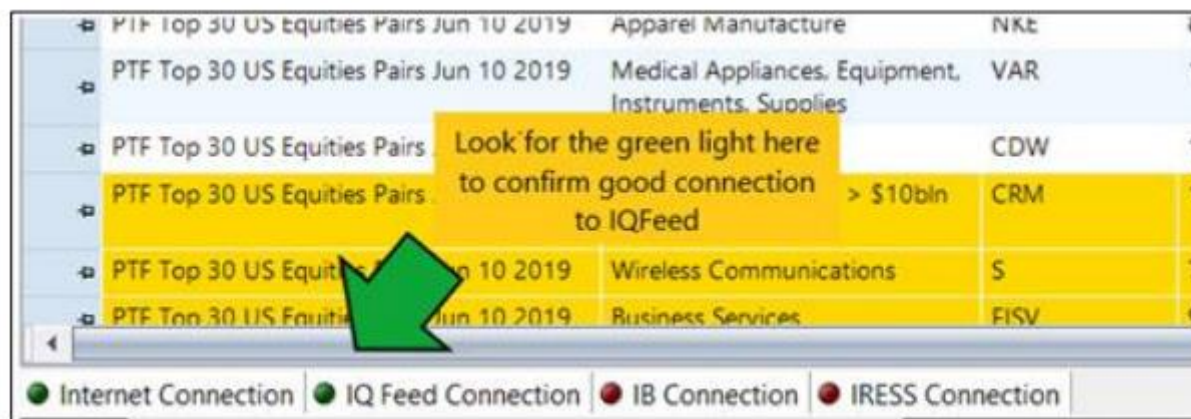 PTF Top 30 US Equities Pairs Jun 10 2019 Apparel Manufacture NKE
PTF Top 30 US Equities Pairs Jun 10 2019 Medical Appliances, Equipment, VAR
Instruments, Supplies
PTF Top 30 US Equities Pairs CDW
PTF Top 30 US Equities Pairs > $10bln CRM
Look for the green light here
to confirm good connection
to IQFeed
PTF Top 30 US 10 2019 Wireless Communications S
PTF Top 30 US Jun 10 2019 Business Services FISV
Internet Connection IQ Feed Connection IB Connection IRESS Connection